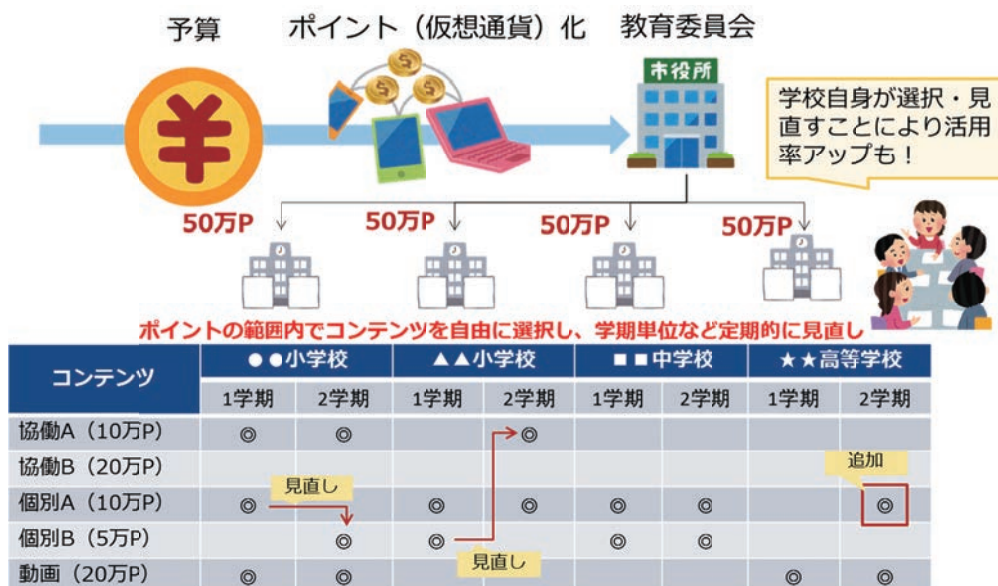 予算 ポイント（仮想通貨）化 教育委員会
市役所
学校自身が選択・見
直すことにより活用
率アップも！
50万P 50万P 50万P 50万P
ポイントの範囲内でコンテンツを自由に選択し、学期単位など定期的に見直し
コンテンツ ●●小学校 ▲▲小学校 ■■中学校 ★★高等学校
1学期 2学期 1学期 2学期 1学期 2学期 1学期 2学期
協働A（10万P） ◎ ◎ ◎
協働B（20万P）
追加
個別A（10万P） ◎ ◎ ◎ ◎ ◎ ◎
見直し
個別B（5万P） ◎ ◎ ◎ ◎
見直し
動画（20万P） ◎ ◎ ◎ ◎